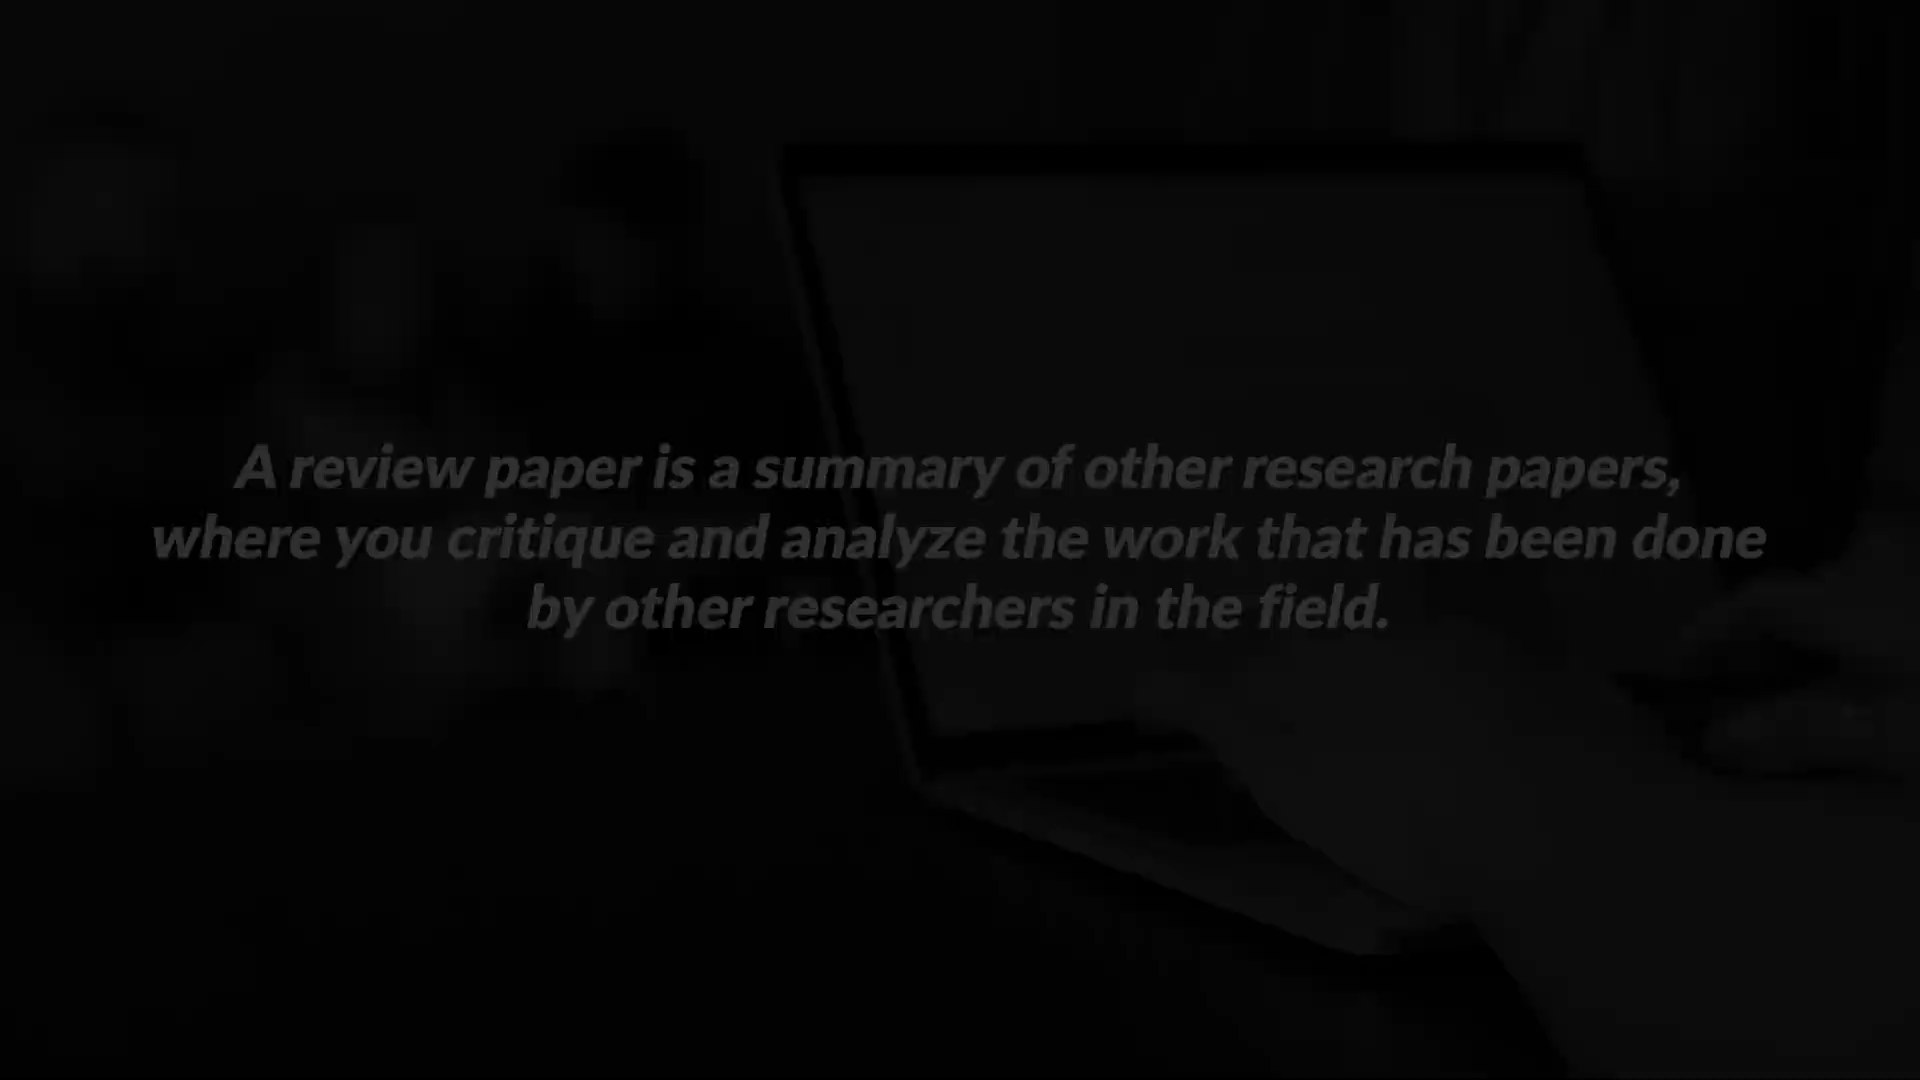 A review paper is a summary of other research papers,
where you critique and analyze the work that has been done
by other researchers in the field.